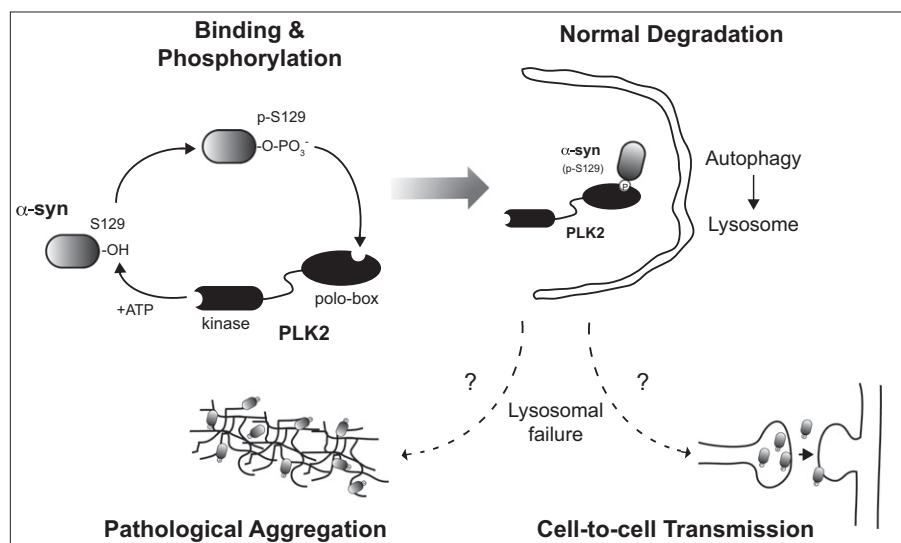 Binding &
Phosphorylation
p-S129
-O-PO₃⁻
α-syn
S129
-OH
+ATP
kinase
polo-box
PLK2
Normal Degradation
α-syn
(p-S129)
P
PLK2
Autophagy
Lysosome
?
?
Lysosomal
failure
Pathological Aggregation
Cell-to-cell Transmission